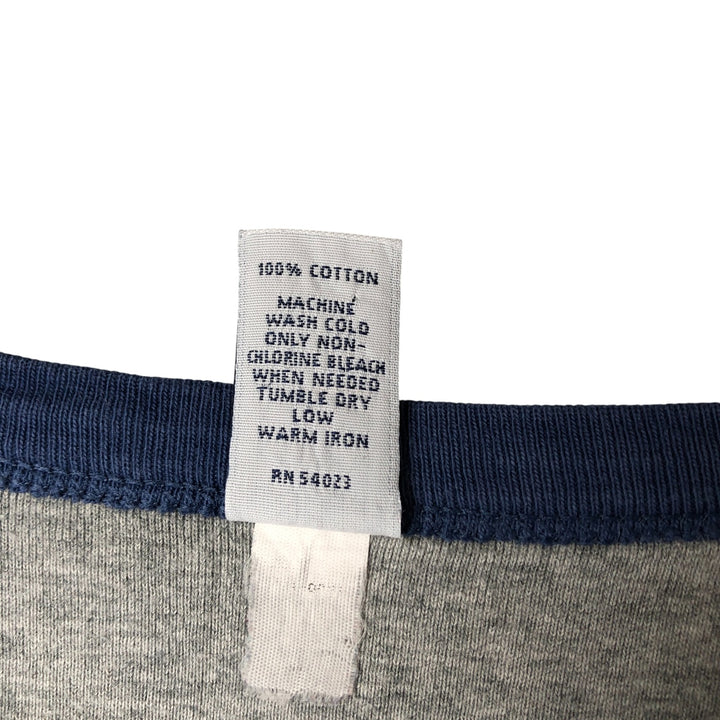 100% COTTON
MACHINE
WASH COLD
ONLY NON-
CHLORINE BLEACH
WHEN NEEDED
TUMBLE DRY
LOW
WARM IRON
RN 54023